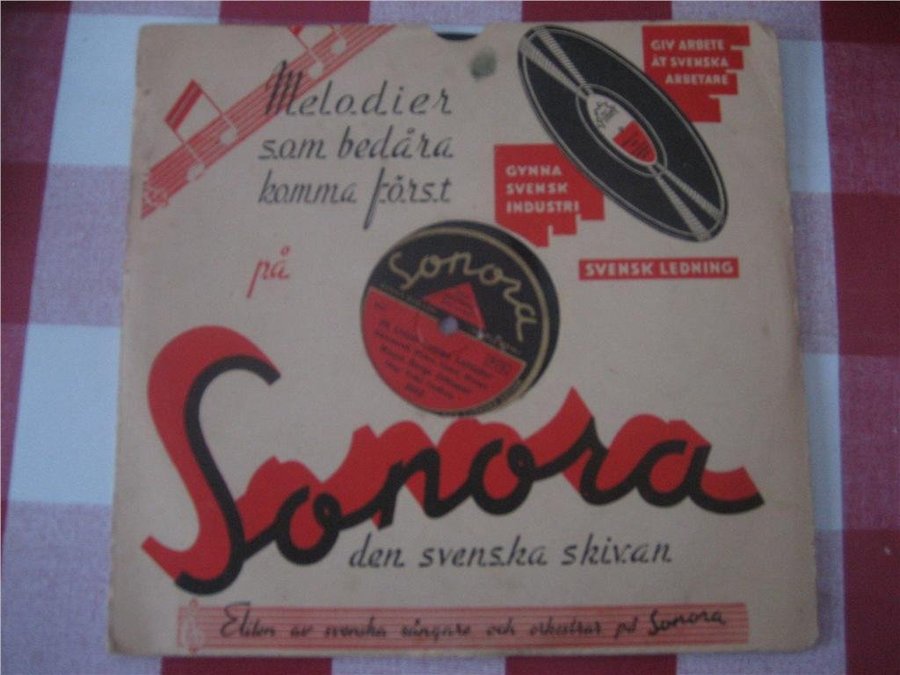 Melodier
som bedåra
komma först
på
GIV ARBETE
ÅT SVENSKA
ARBETARE
GYNNA
SVENSK
INDUSTRI
SVENSK LEDNING
Sonora
Sonora
den svenska skivan
Eliten av svenska sångare och orkestrar på Sonora